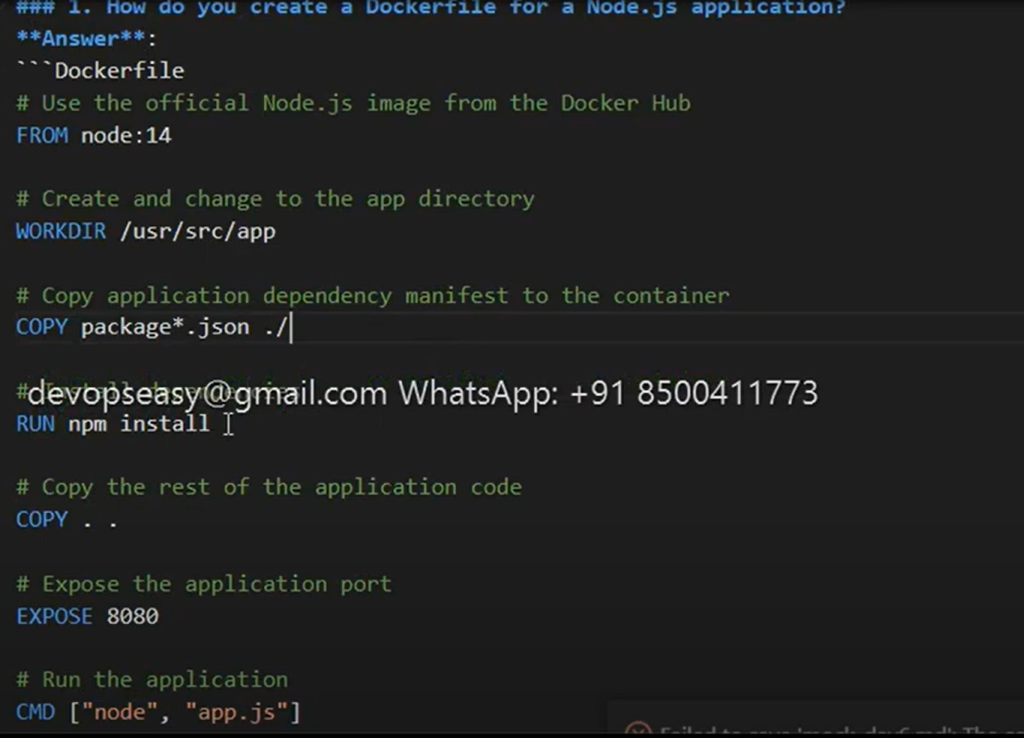 ### 1. How do you create a Dockerfile for a Node.js application?
**Answer**:
```Dockerfile
# Use the official Node.js image from the Docker Hub
FROM node:14
# Create and change to the app directory
WORKDIR /usr/src/app
# Copy application dependency manifest to the container
COPY package*.json ./
# Install dependencies
devopseasy@gmail.com WhatsApp: +91 8500411773
RUN npm install
# Copy the rest of the application code
COPY . .
# Expose the application port
EXPOSE 8080
# Run the application
CMD ["node", "app.js"]